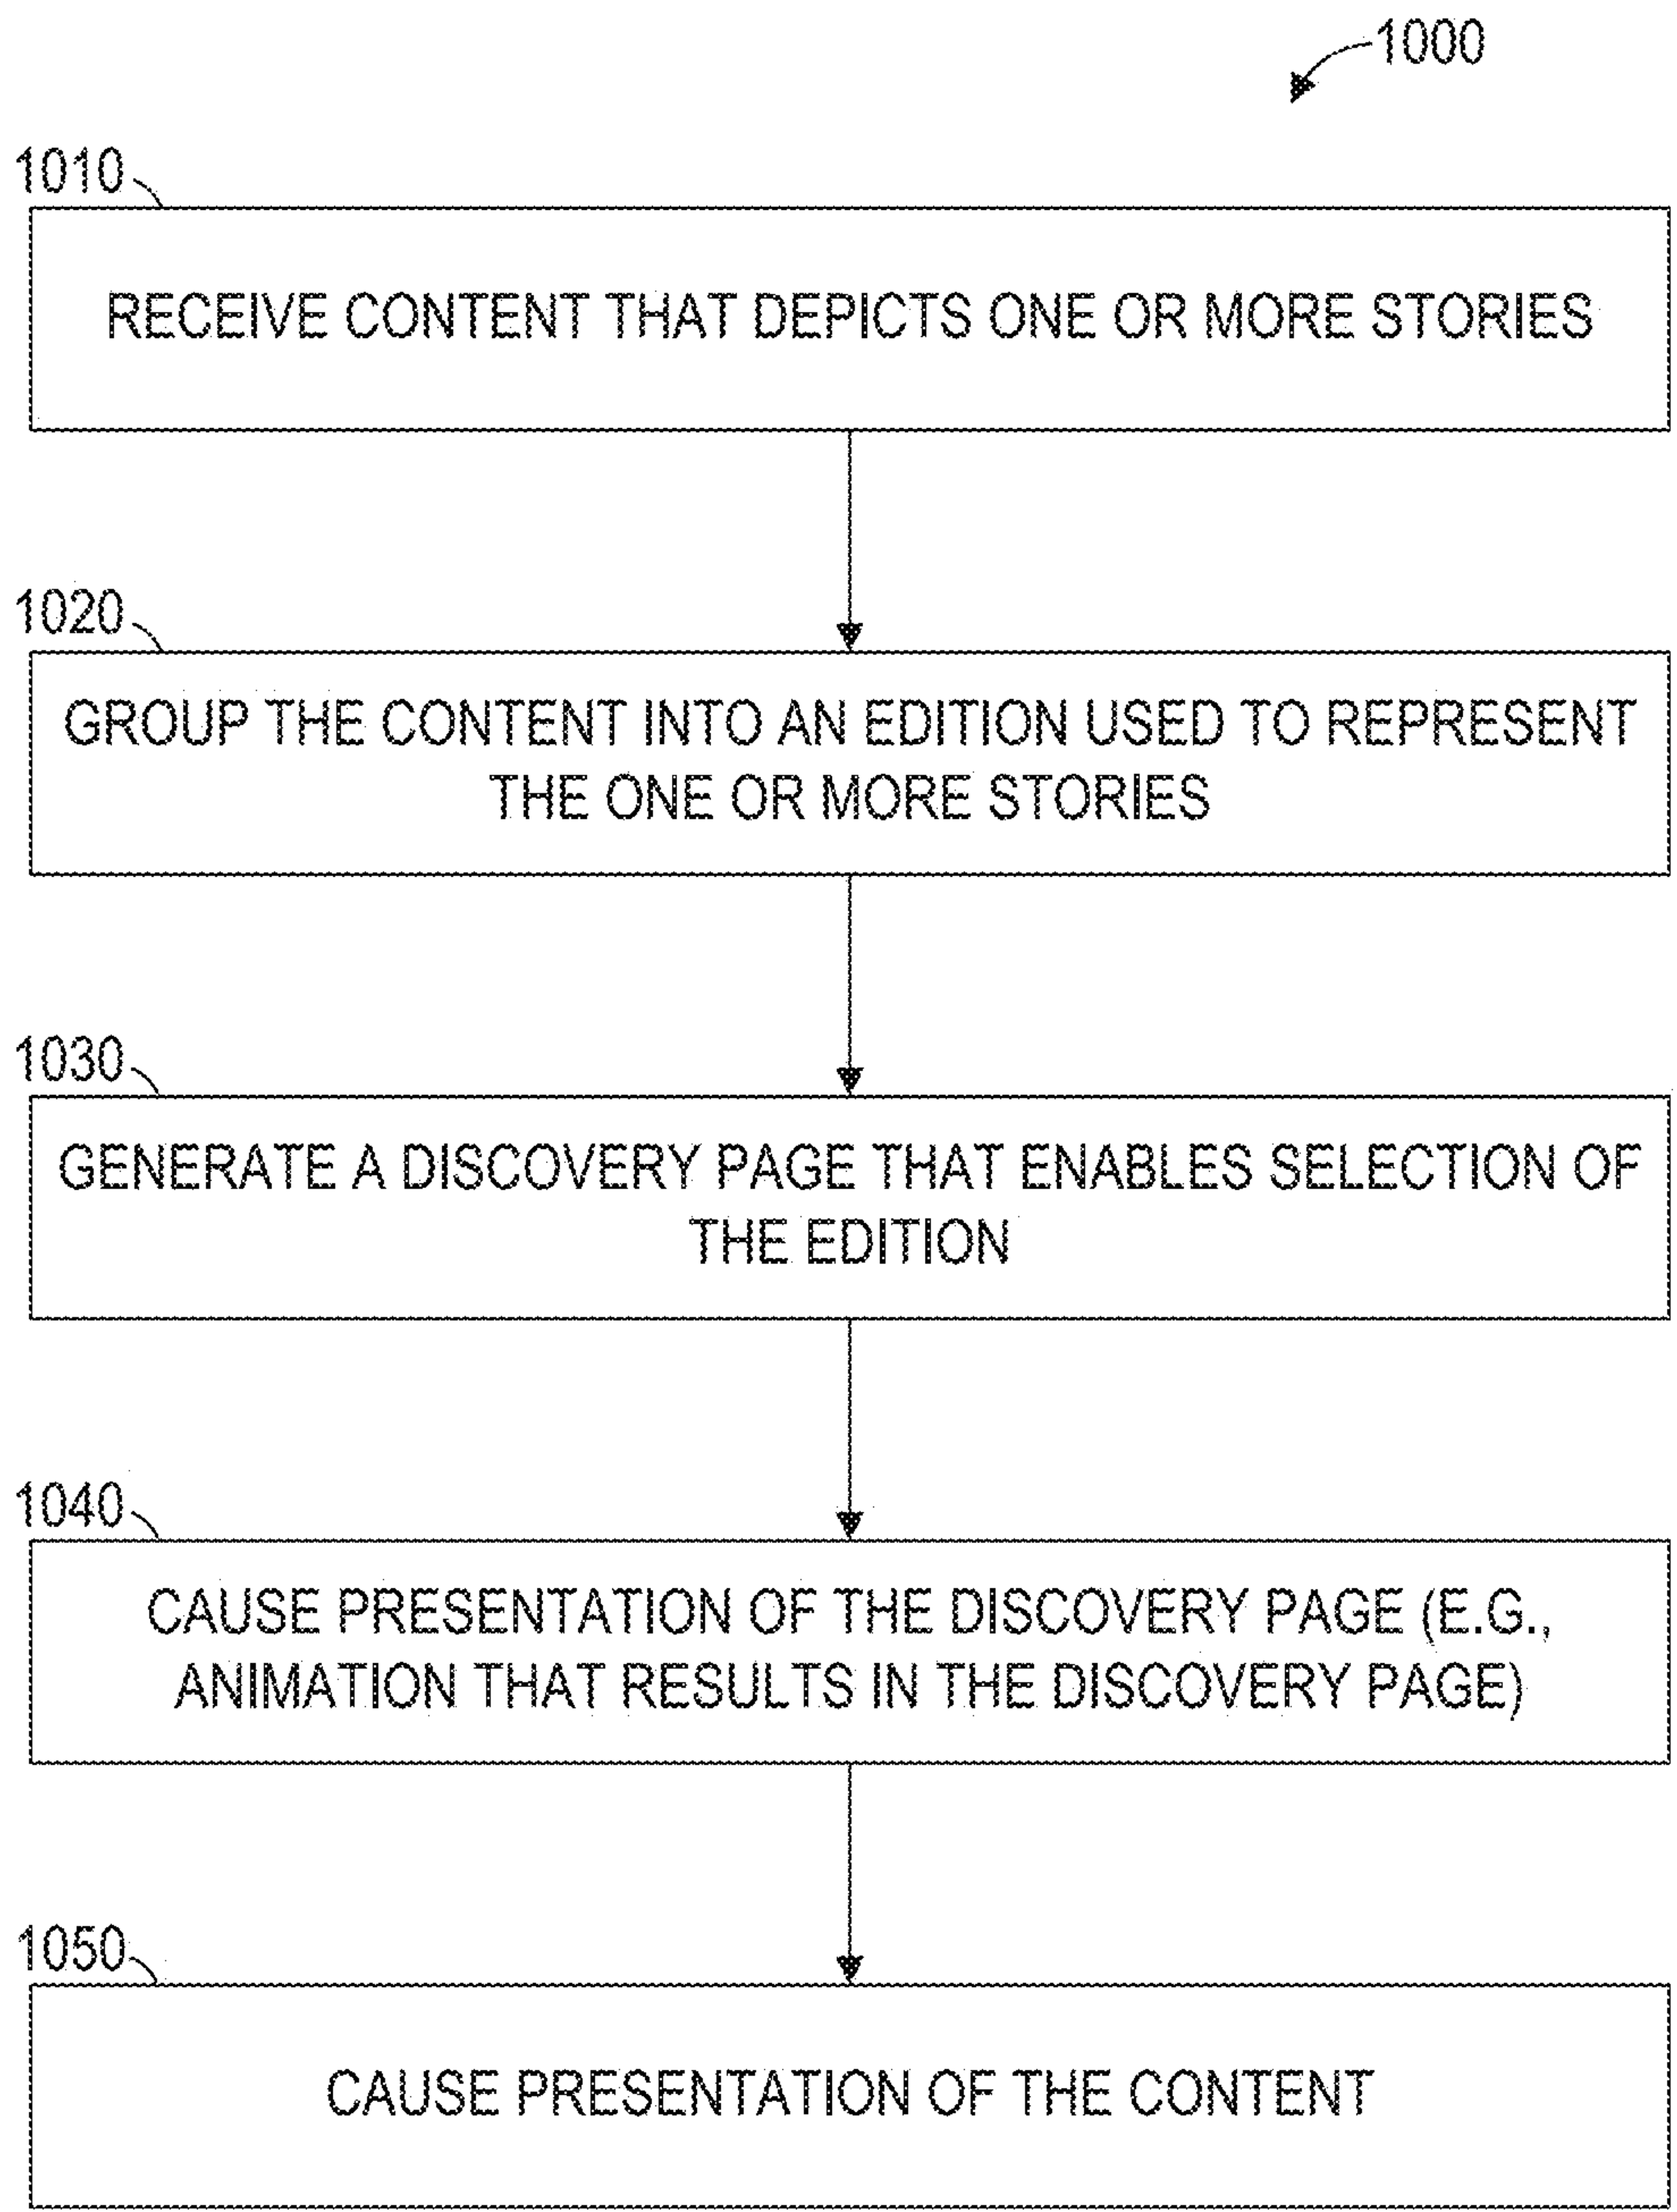 1000
1010
RECEIVE CONTENT THAT DEPICTS ONE OR MORE STORIES
1020
GROUP THE CONTENT INTO AN EDITION USED TO REPRESENT
THE ONE OR MORE STORIES
1030
GENERATE A DISCOVERY PAGE THAT ENABLES SELECTION OF
THE EDITION
1040
CAUSE PRESENTATION OF THE DISCOVERY PAGE (E.G.,
ANIMATION THAT RESULTS IN THE DISCOVERY PAGE)
1050
CAUSE PRESENTATION OF THE CONTENT